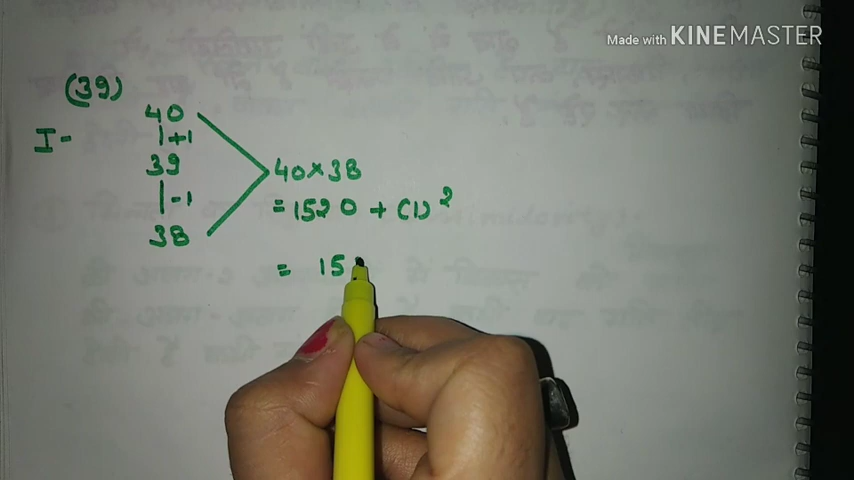 Made with KINEMASTER
(39)
40
I- |+1
39
40×38
|-1
=1520 + (1)²
38
= 15